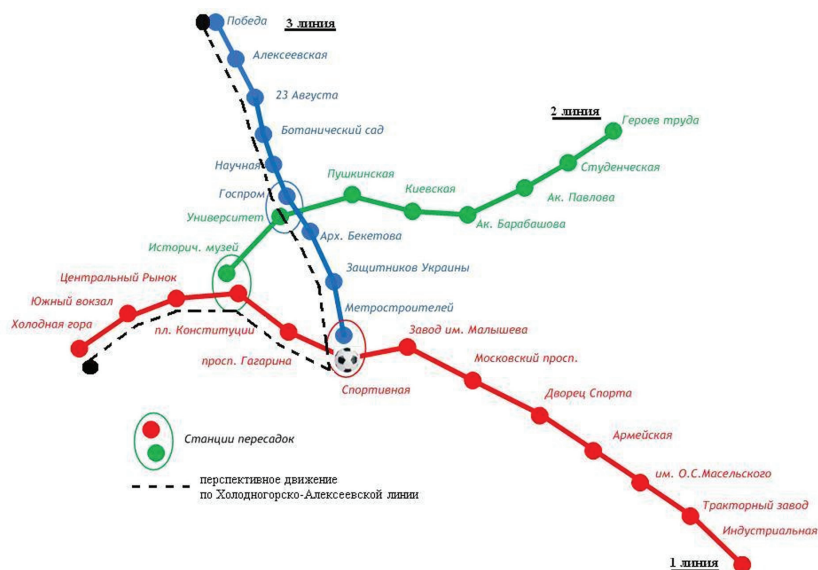 Победа
3 линия
Алексеевская
23 Августа
2 линия
Героев труда
Ботанический сад
Студенческая
Научная
Пушкинская
Госпром
Киевская
Ак. Павлова
Университет
Ак. Барабашова
Арх. Бекетова
Историч. музей
Защитников Украины
Центральный Рынок
Южный вокзал
Метростроителей
Холодная гора
пл. Конституции
Завод им. Малышева
просп. Гагарина
Московский просп.
Спортивная
Дворец Спорта
Армейская
Станции пересадок
им. О.С.Масельского
перспективное движение
по Холодногорско-Алексеевской линии
Тракторный завод
Индустриальная
1 линия